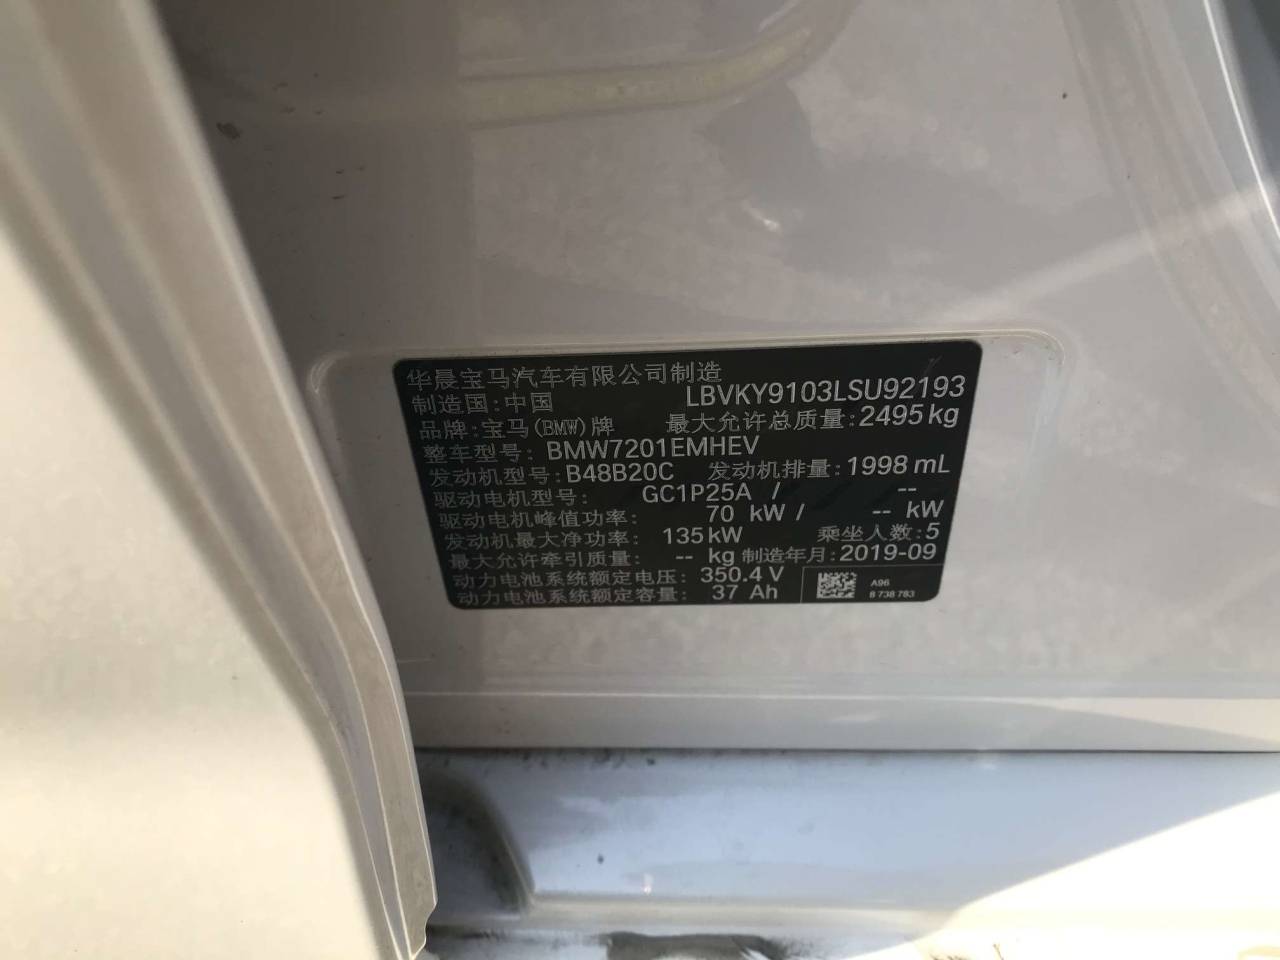 华晨宝马汽车有限公司制造
制造国:中国 LBVKY9103LSU92193
品牌:宝马(BMW)牌 最大允许总质量:2495kg
整车型号: BMW7201EMHEV
发动机型号:B48B20C 发动机排量:1998 mL
驱动电机型号: GC1P25A / --
驱动电机峰值功率: 70 kW / -- kW
发动机最大净功率: 135kW 乘坐人数:5
最大允许牵引质量: -- kg 制造年月:2019-09
动力电池系统额定电压: 350.4 V
动力电池系统额定容量: 37 Ah
A96
8 738 783